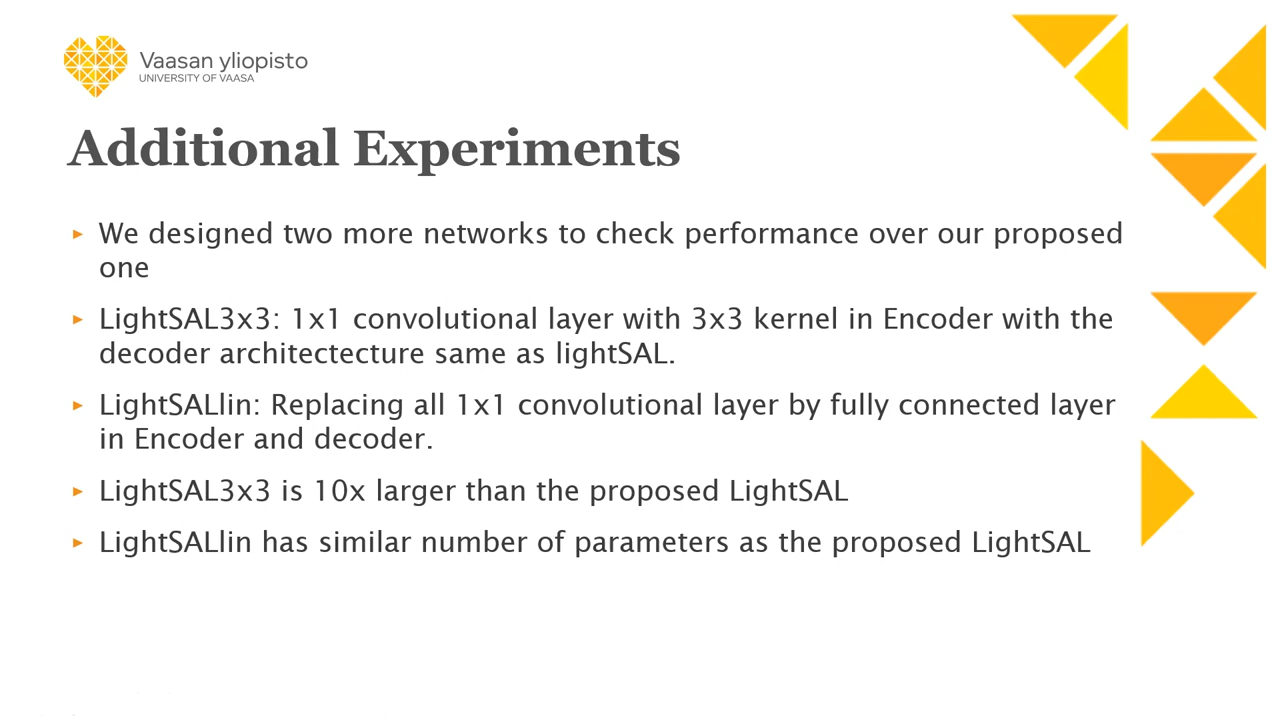 Vaasan yliopisto
UNIVERSITY OF VAASA
Additional Experiments
▸ We designed two more networks to check performance over our proposed
one
▸ LightSAL3x3: 1x1 convolutional layer with 3x3 kernel in Encoder with the
decoder architectecture same as lightSAL.
▸ LightSALlin: Replacing all 1x1 convolutional layer by fully connected layer
in Encoder and decoder.
▸ LightSAL3x3 is 10x larger than the proposed LightSAL
▸ LightSALlin has similar number of parameters as the proposed LightSAL